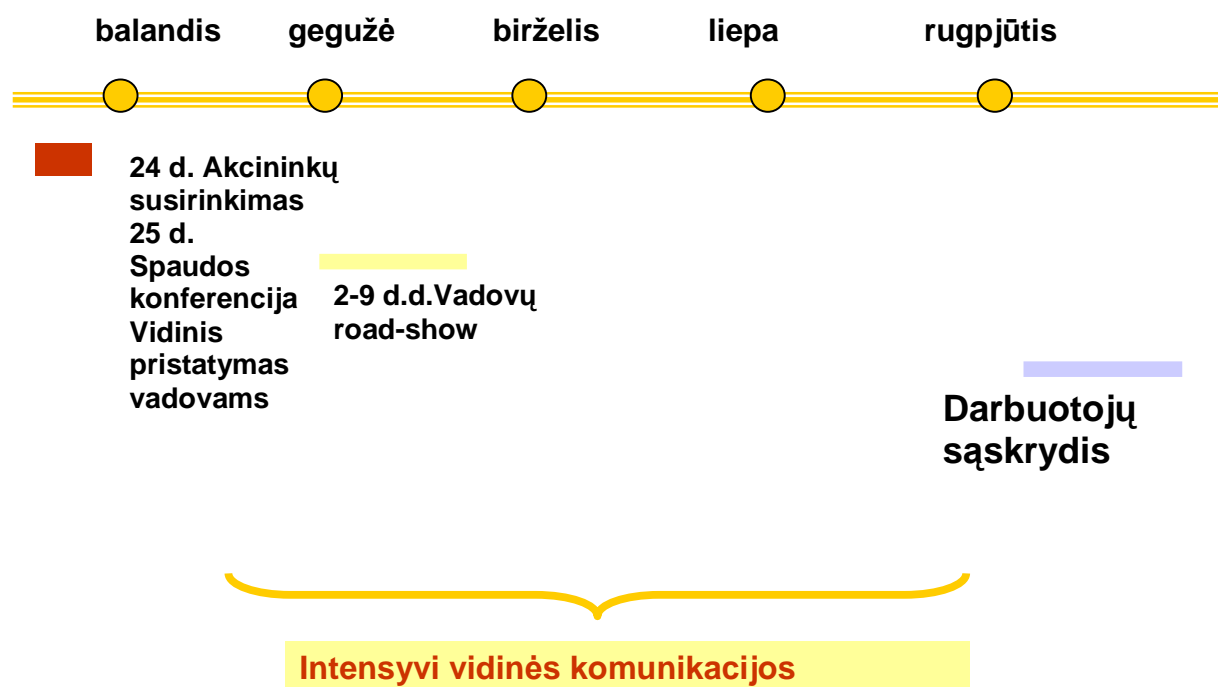 balandis gegužė birželis liepa rugpjūtis
24 d. Akcininkų
susirinkimas
25 d.
Spaudos
konferencija
Vidinis
pristatymas
vadovams
2-9 d.d.Vadovų
road-show
Darbuotojų
sąskrydis
Intensyvi vidinės komunikacijos